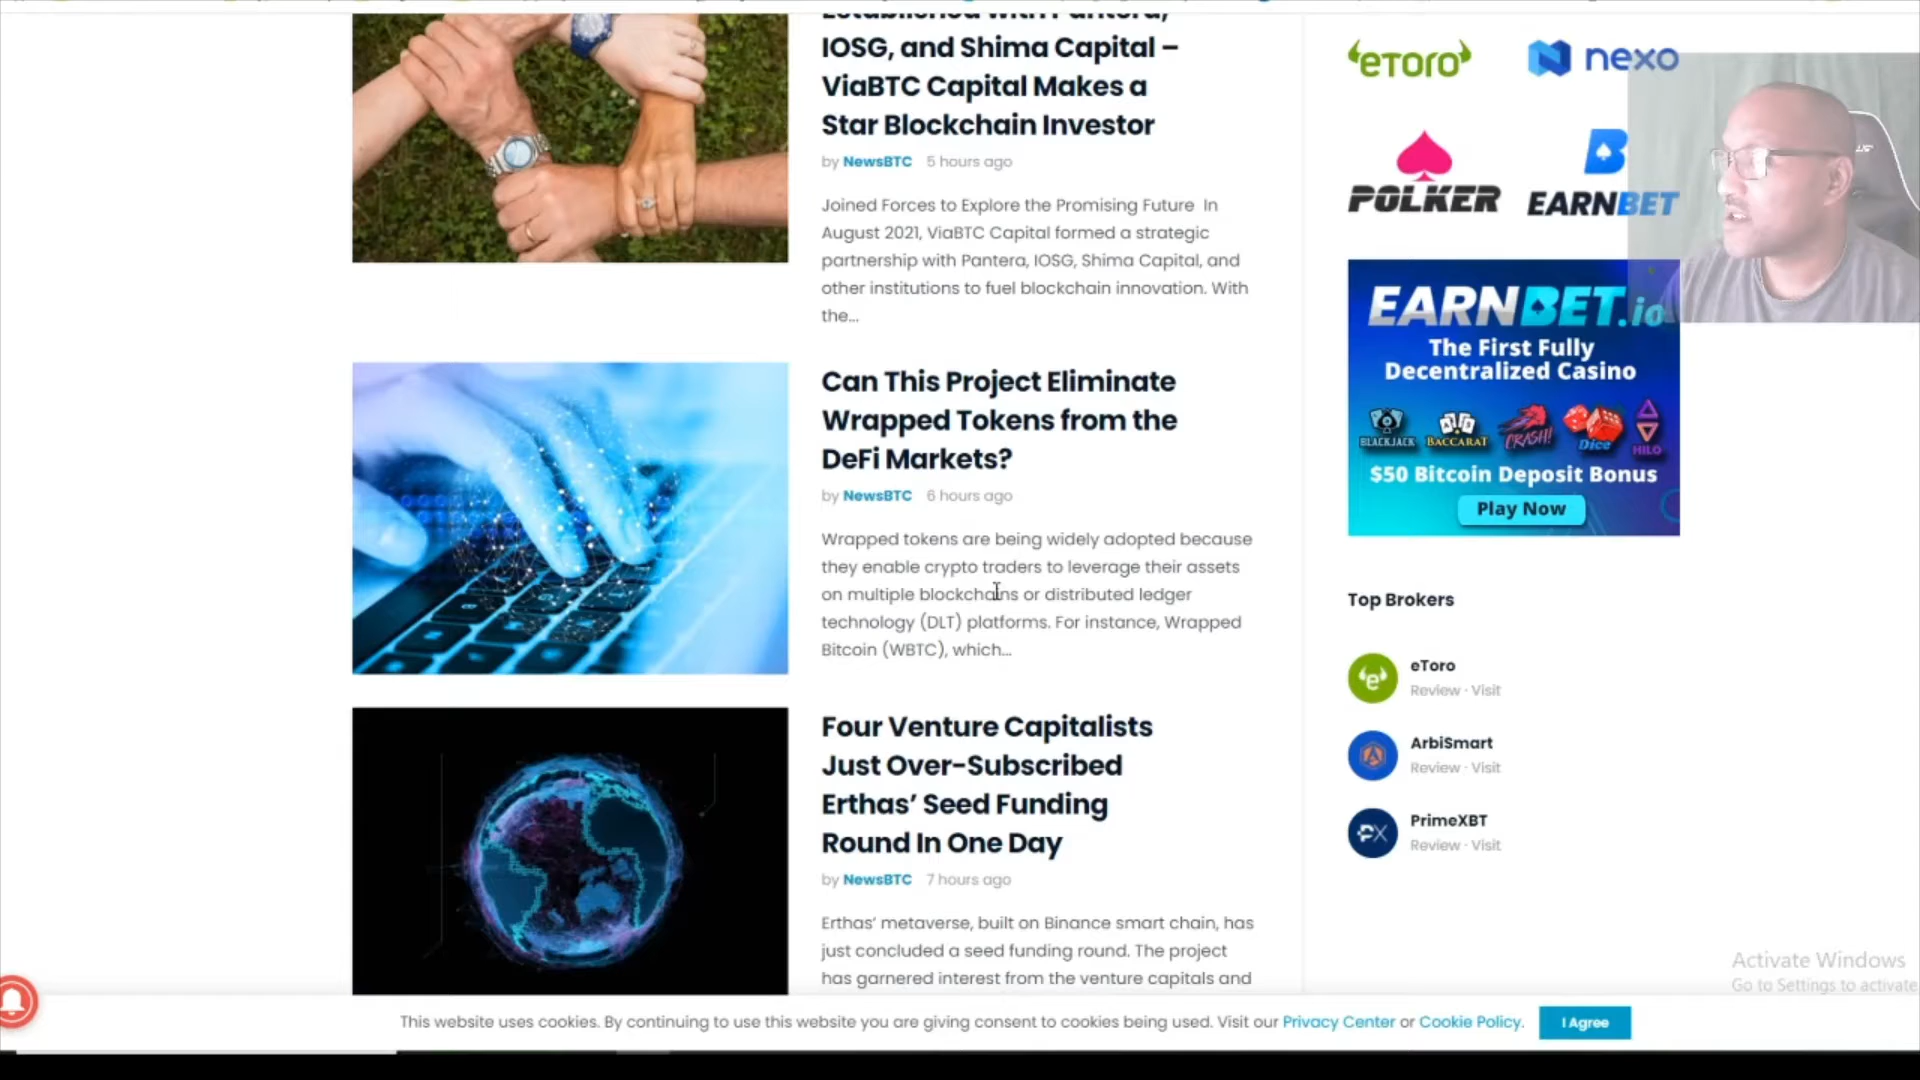 Established with Pantera,
IOSG, and Shima Capital –
ViaBTC Capital Makes a
Star Blockchain Investor
by NewsBTC 5 hours ago
Joined Forces to Explore the Promising Future In
August 2021, ViaBTC Capital formed a strategic
partnership with Pantera, IOSG, Shima Capital, and
other institutions to fuel blockchain innovation. With
the...
Can This Project Eliminate
Wrapped Tokens from the
DeFi Markets?
by NewsBTC 6 hours ago
Wrapped tokens are being widely adopted because
they enable crypto traders to leverage their assets
on multiple blockchains or distributed ledger
technology (DLT) platforms. For instance, Wrapped
Bitcoin (WBTC), which...
Four Venture Capitalists
Just Over-Subscribed
Erthas’ Seed Funding
Round In One Day
by NewsBTC 7 hours ago
Erthas’ metaverse, built on Binance smart chain, has
just concluded a seed funding round. The project
has garnered interest from the venture capitals and
eToro
nexo
POLKER
EARNBET
EARNBET.io
The First Fully
Decentralized Casino
BLACKJACK BACCARAT CRASH! Dice HILO
$50 Bitcoin Deposit Bonus
Play Now
Top Brokers
eToro
Review · Visit
ArbiSmart
Review · Visit
PrimeXBT
Review · Visit
Activate Windows
Go to Settings to activate
This website uses cookies. By continuing to use this website you are giving consent to cookies being used. Visit our Privacy Center or Cookie Policy.
I Agree